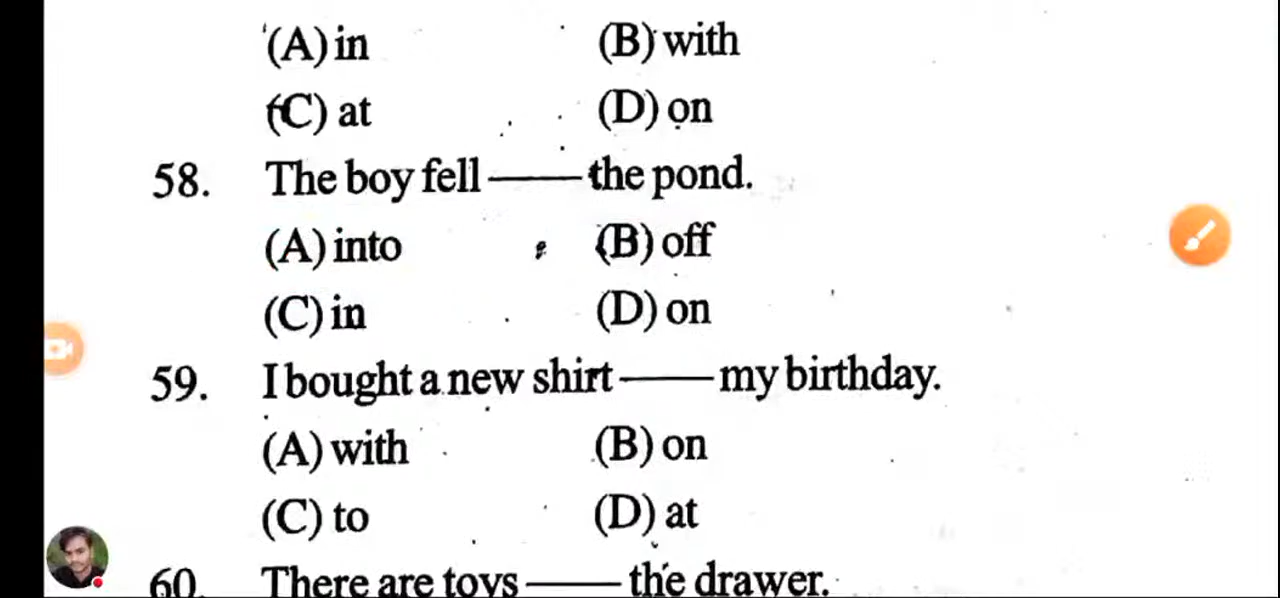 (A) in (B) with
(C) at (D) on
58. The boy fell —— the pond.
(A) into (B) off
(C) in (D) on
59. I bought a new shirt —— my birthday.
(A) with (B) on
(C) to (D) at
60. There are toys —— the drawer.